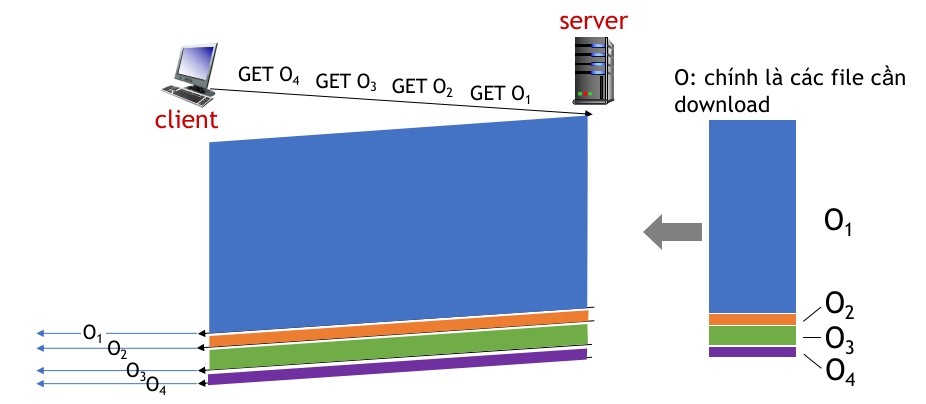 server
O: chính là các file cần
download
GET O₄ GET O₃ GET O₂ GET O₁
client
O₁
O₂
O₃
O₄
O₁
O₂
O₃
O₄